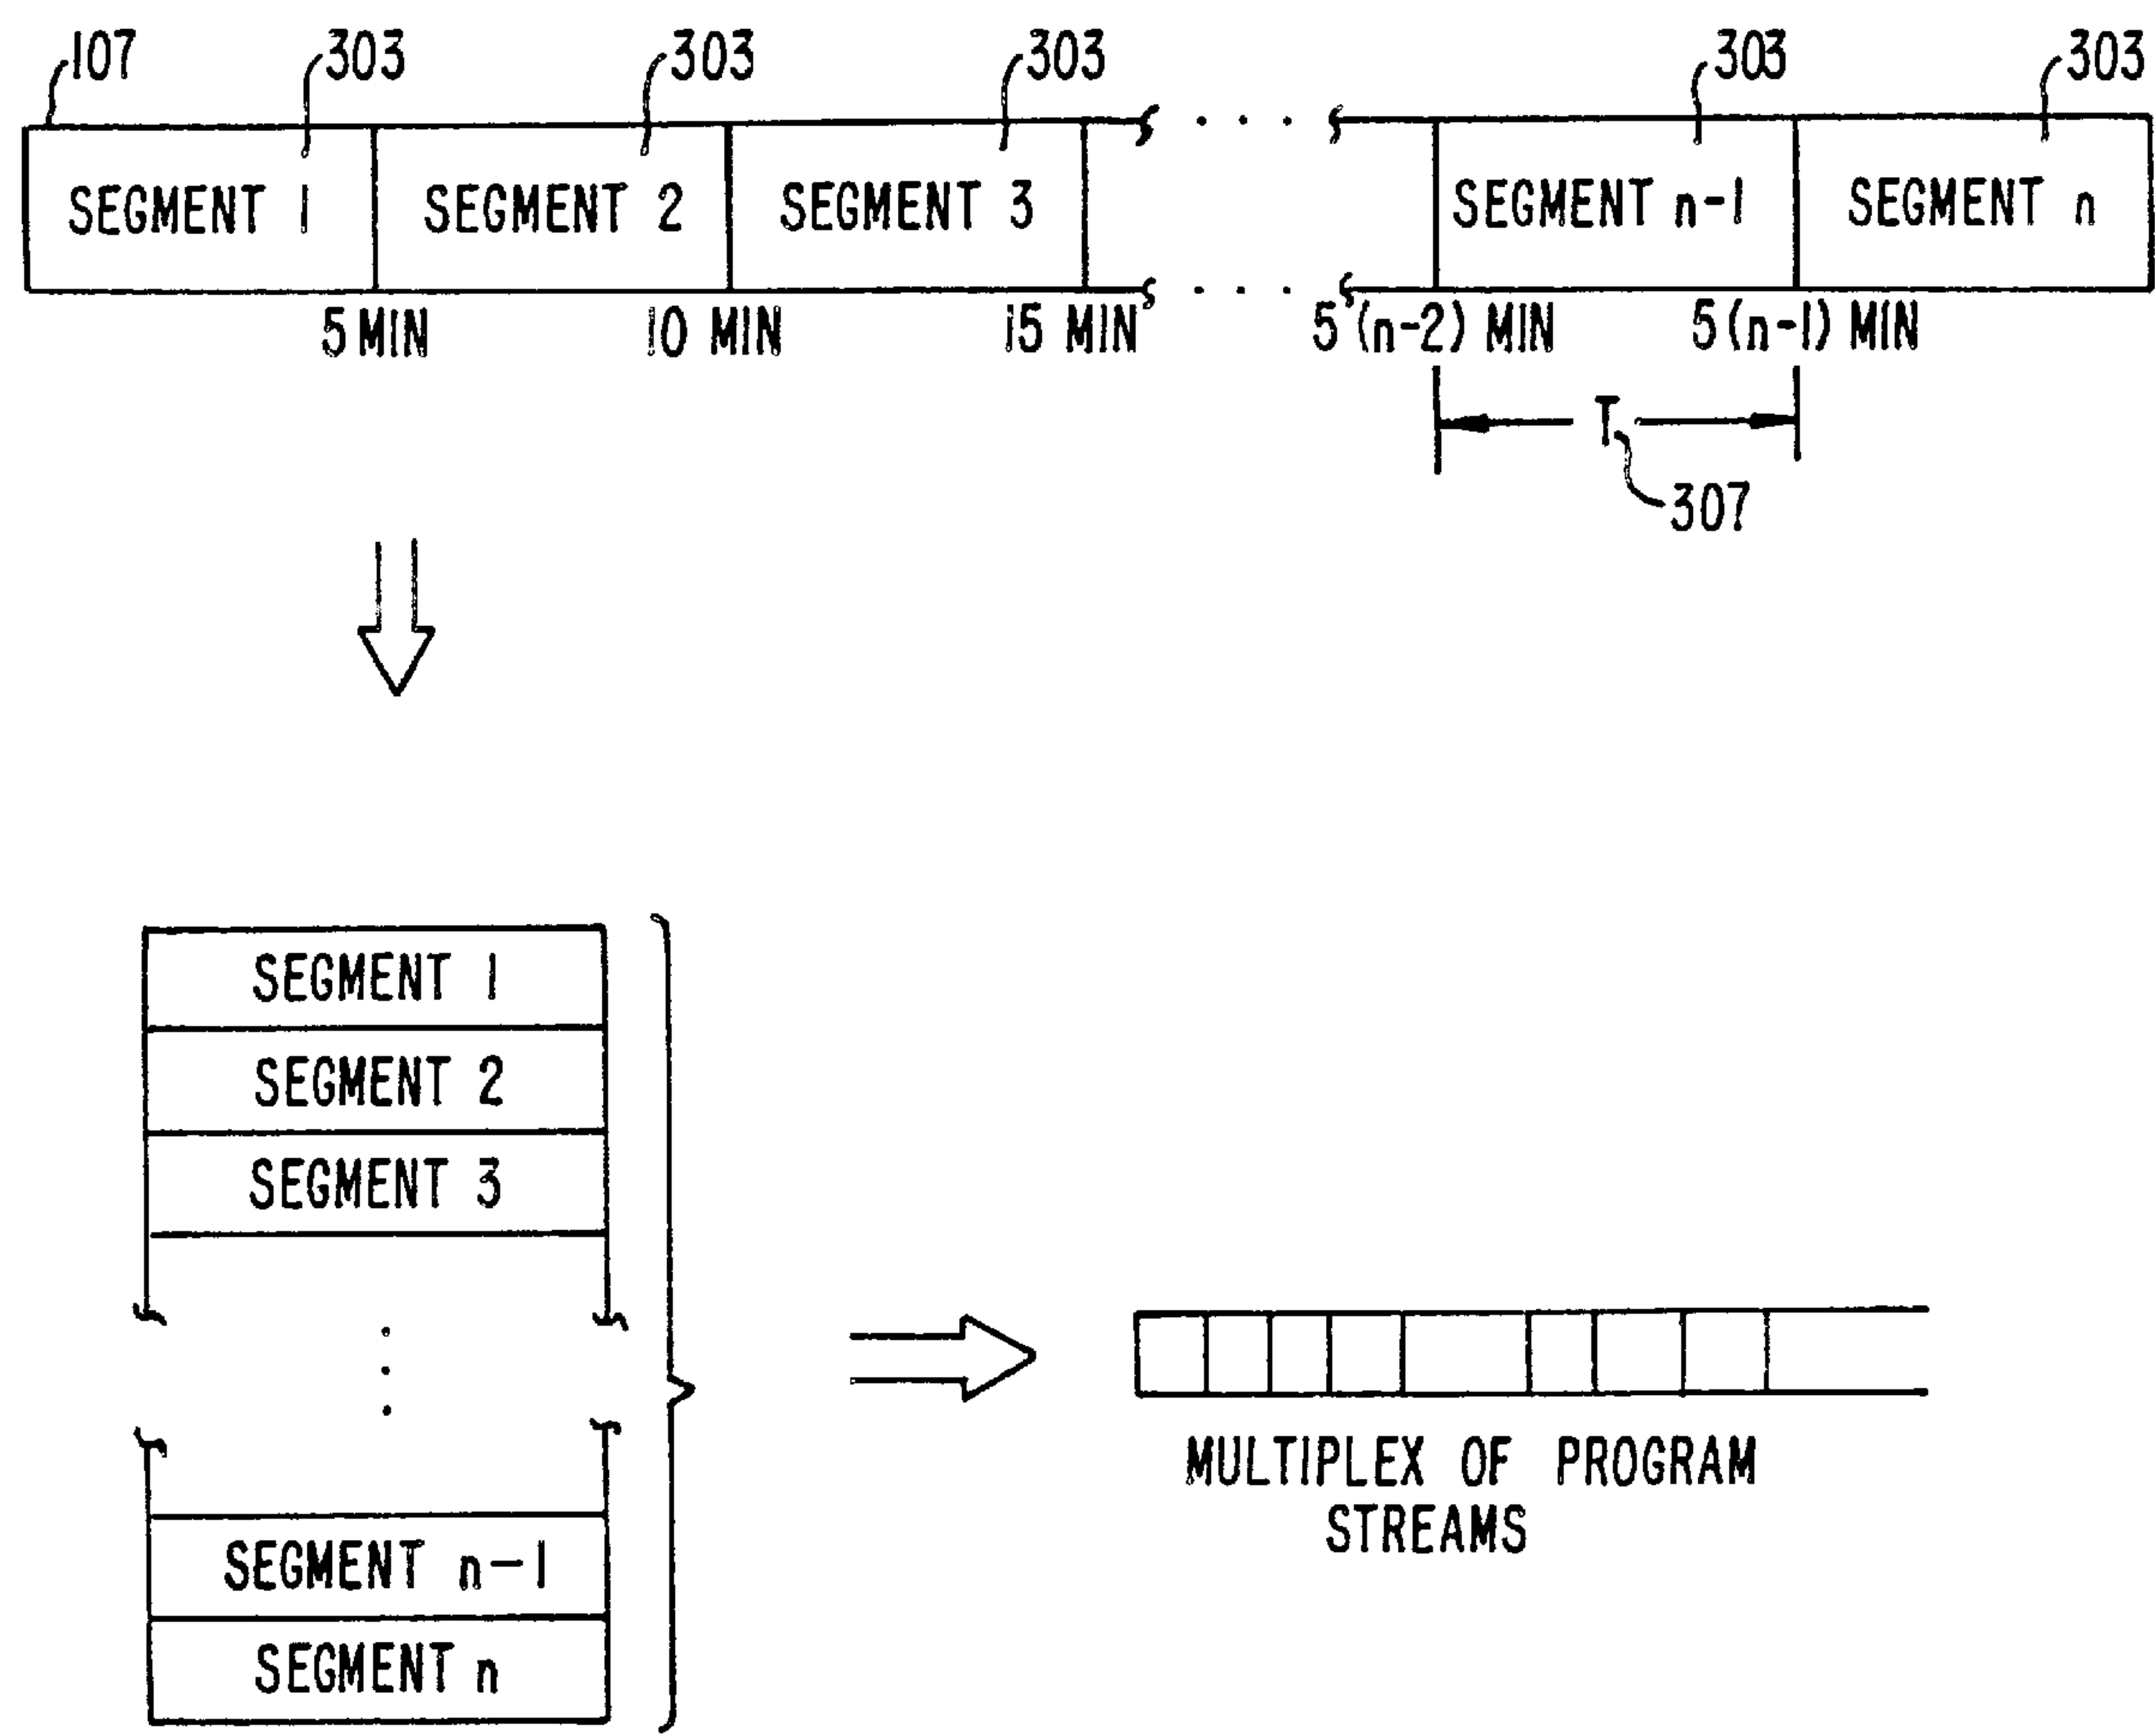 107 303 303 303 303 303
SEGMENT 1 SEGMENT 2 SEGMENT 3 SEGMENT n-1 SEGMENT n
5 MIN 10 MIN 15 MIN 5(n-2) MIN 5(n-1) MIN
T
307
SEGMENT 1
SEGMENT 2
SEGMENT 3
SEGMENT n-1
SEGMENT n
MULTIPLEX OF PROGRAM
STREAMS